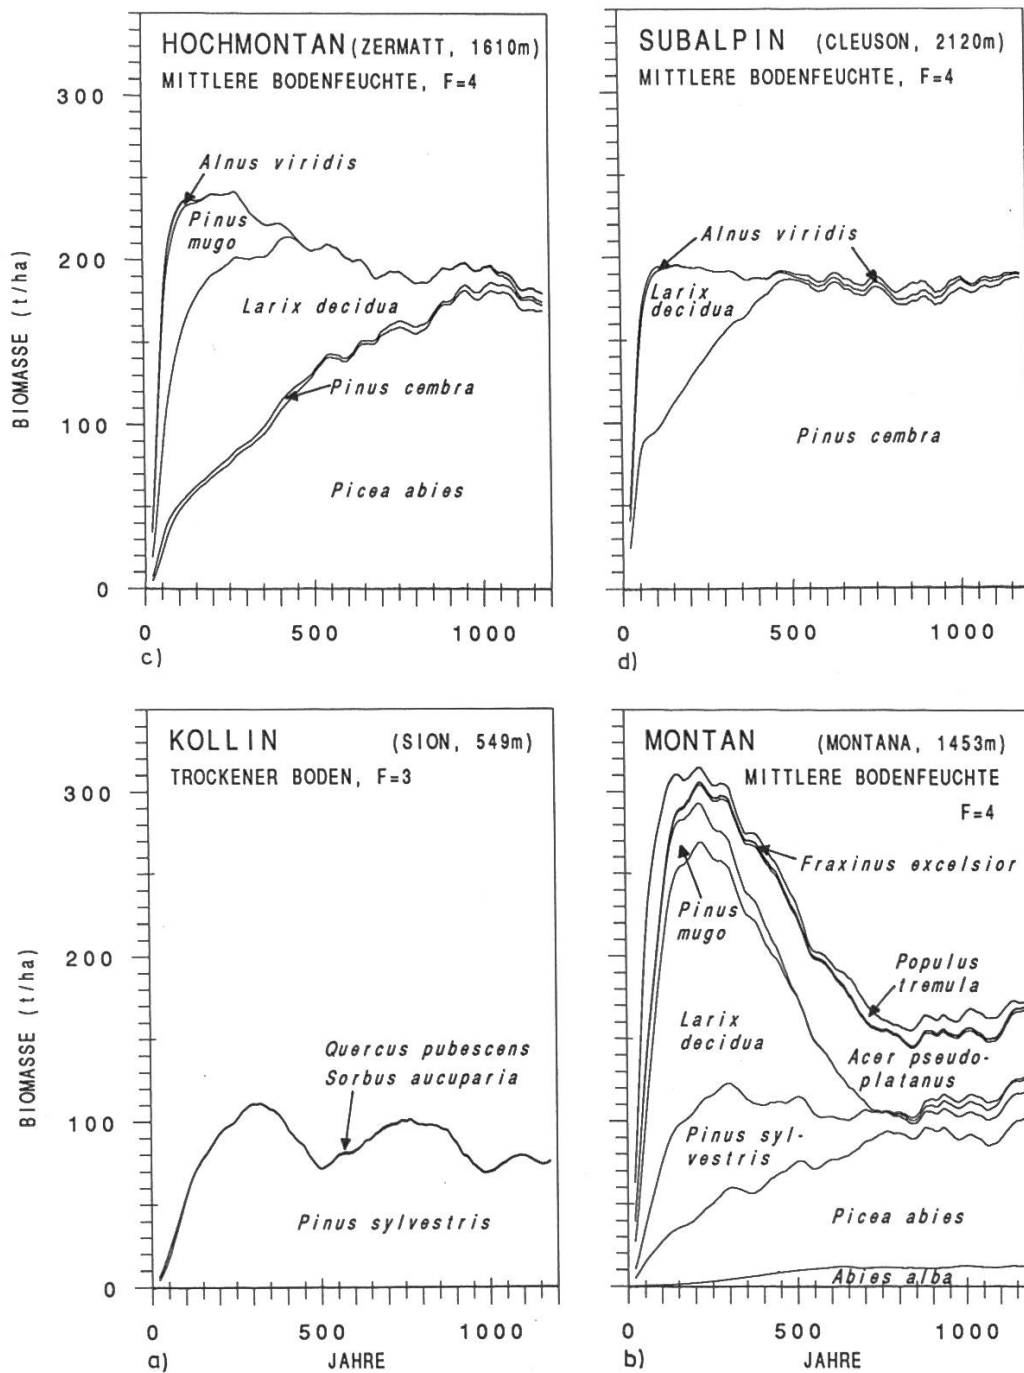 HOCHMONTAN (ZERMATT, 1610m)
MITTLERE BODENFEUCHTE, F=4
300
Alnus viridis
Pinus
mugo
200
Larix decidua
Pinus cembra
100
Picea abies
0
BIOMASSE (t/ha)
0 500 1000
c)
SUBALPIN (CLEUSON, 2120m)
MITTLERE BODENFEUCHTE, F=4
Alnus viridis
Larix
decidua
Pinus cembra
0 500 1000
d)
KOLLIN (SION, 549m)
TROCKENER BODEN, F=3
300
200
Quercus pubescens
Sorbus aucuparia
100
Pinus sylvestris
0
BIOMASSE (t/ha)
0 500 1000
a) JAHRE
MONTAN (MONTANA, 1453m)
MITTLERE BODENFEUCHTE
F=4
Fraxinus excelsior
Pinus
mugo
Populus
tremula
Larix
decidua
Acer pseudo-
platanus
Pinus syl-
vestris
Picea abies
Abies alba
0 500 1000
b) JAHRE